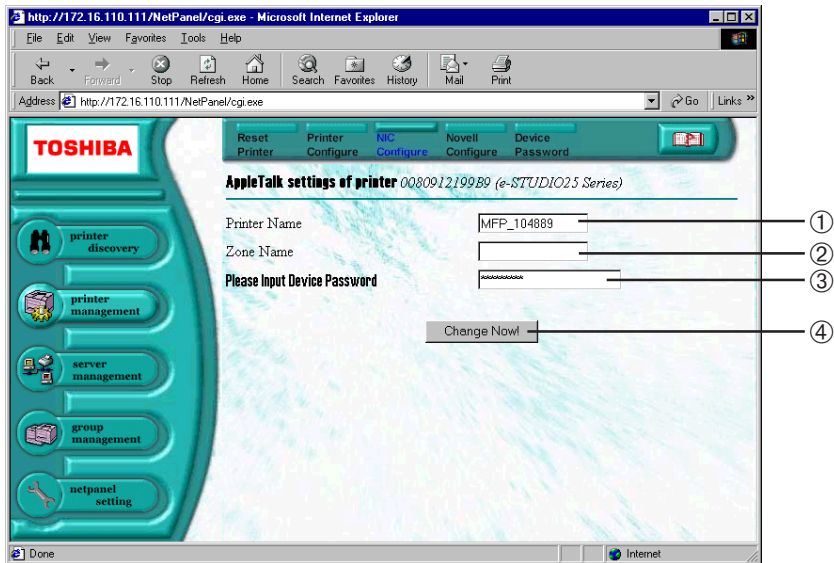 http://172.16.110.111/NetPanel/cgi.exe - Microsoft Internet Explorer
File Edit View Favorites Tools Help
Back Forward Stop Refresh Home Search Favorites History Mail Print
Address http://172.16.110.111/NetPanel/cgi.exe Go Links »
TOSHIBA
Reset Printer
Printer Configure
NIC Configure
Novell Configure
Device Password
AppleTalk settings of printer 0080912199B9 (e-STUDIO25 Series)
Printer Name MFP_104889 ①
Zone Name ②
Please Input Device Password ********* ③
Change Now! ④
printer discovery
printer management
server management
group management
netpanel setting
Done Internet